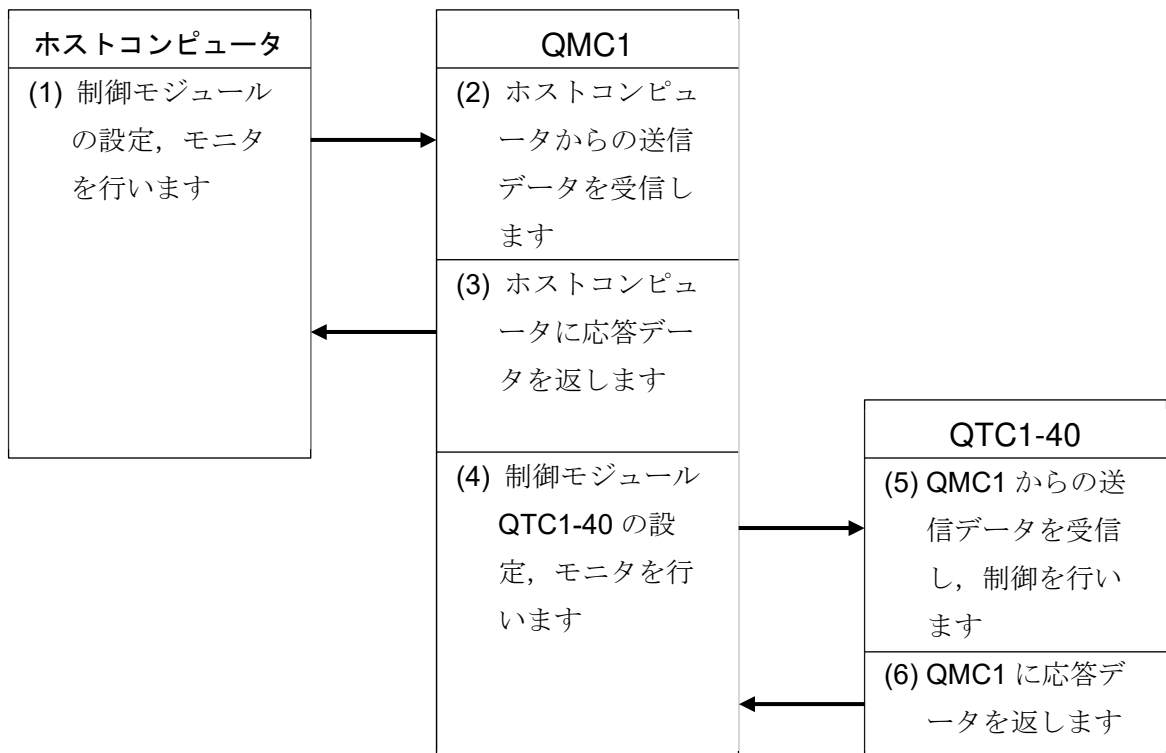 ホストコンピュータ
(1) 制御モジュール
の設定，モニタ
を行います
QMC1
(2) ホストコンピュ
ータからの送信
データを受信し
ます
(3) ホストコンピュ
ータに応答デー
タを返します
(4) 制御モジュール
QTC1-40 の設
定，モニタを行
います
QTC1-40
(5) QMC1 からの送
信データを受信
し，制御を行い
ます
(6) QMC1 に応答デ
ータを返します